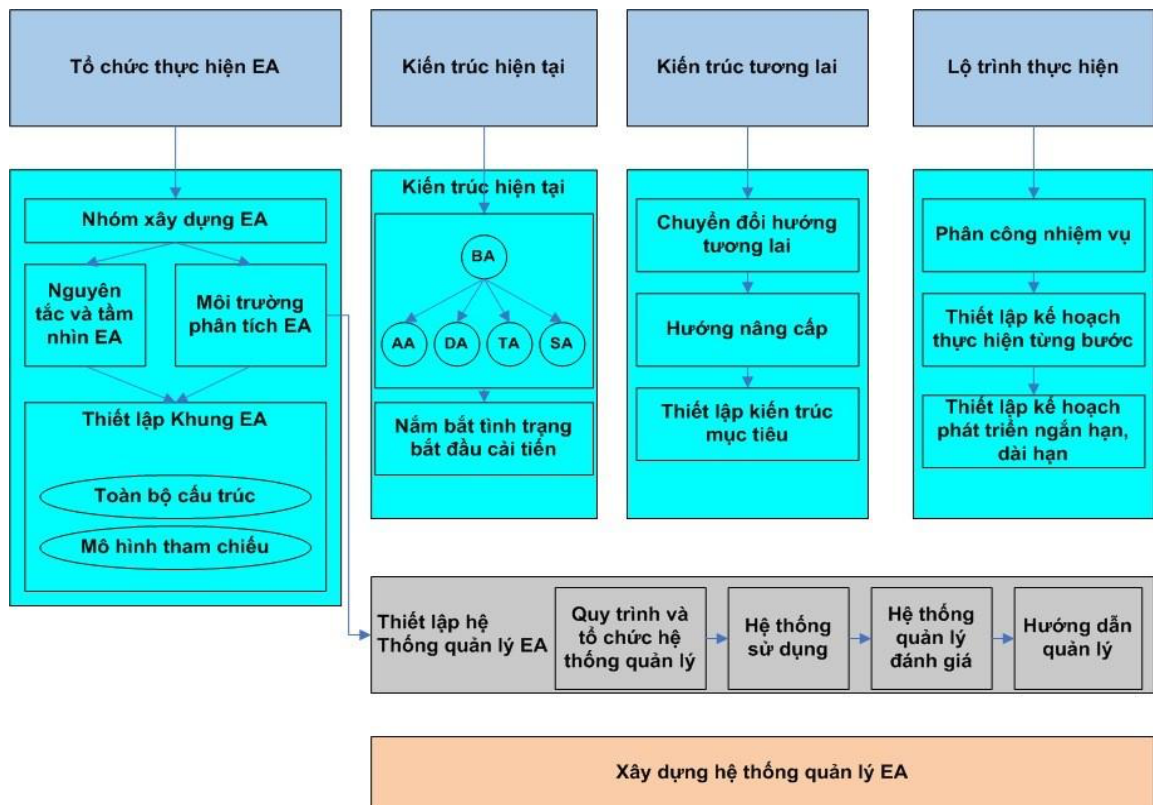 Tổ chức thực hiện EA
Kiến trúc hiện tại
Kiến trúc tương lai
Lộ trình thực hiện
Nhóm xây dựng EA
Nguyên
tắc và tầm
nhìn EA
Môi trường
phân tích EA
Thiết lập Khung EA
Toàn bộ cấu trúc
Mô hình tham chiếu
Kiến trúc hiện tại
BA
AA
DA
TA
SA
Nắm bắt tình trạng
bắt đầu cải tiến
Chuyển đổi hướng
tương lai
Hướng nâng cấp
Thiết lập kiến trúc
mục tiêu
Phân công nhiệm vụ
Thiết lập kế hoạch
thực hiện từng bước
Thiết lập kế hoạch
phát triển ngắn hạn,
dài hạn
Thiết lập hệ
Thống quản lý EA
Quy trình và
tổ chức hệ
thống quản lý
Hệ thống
sử dụng
Hệ thống
quản lý
đánh giá
Hướng dẫn
quản lý
Xây dựng hệ thống quản lý EA